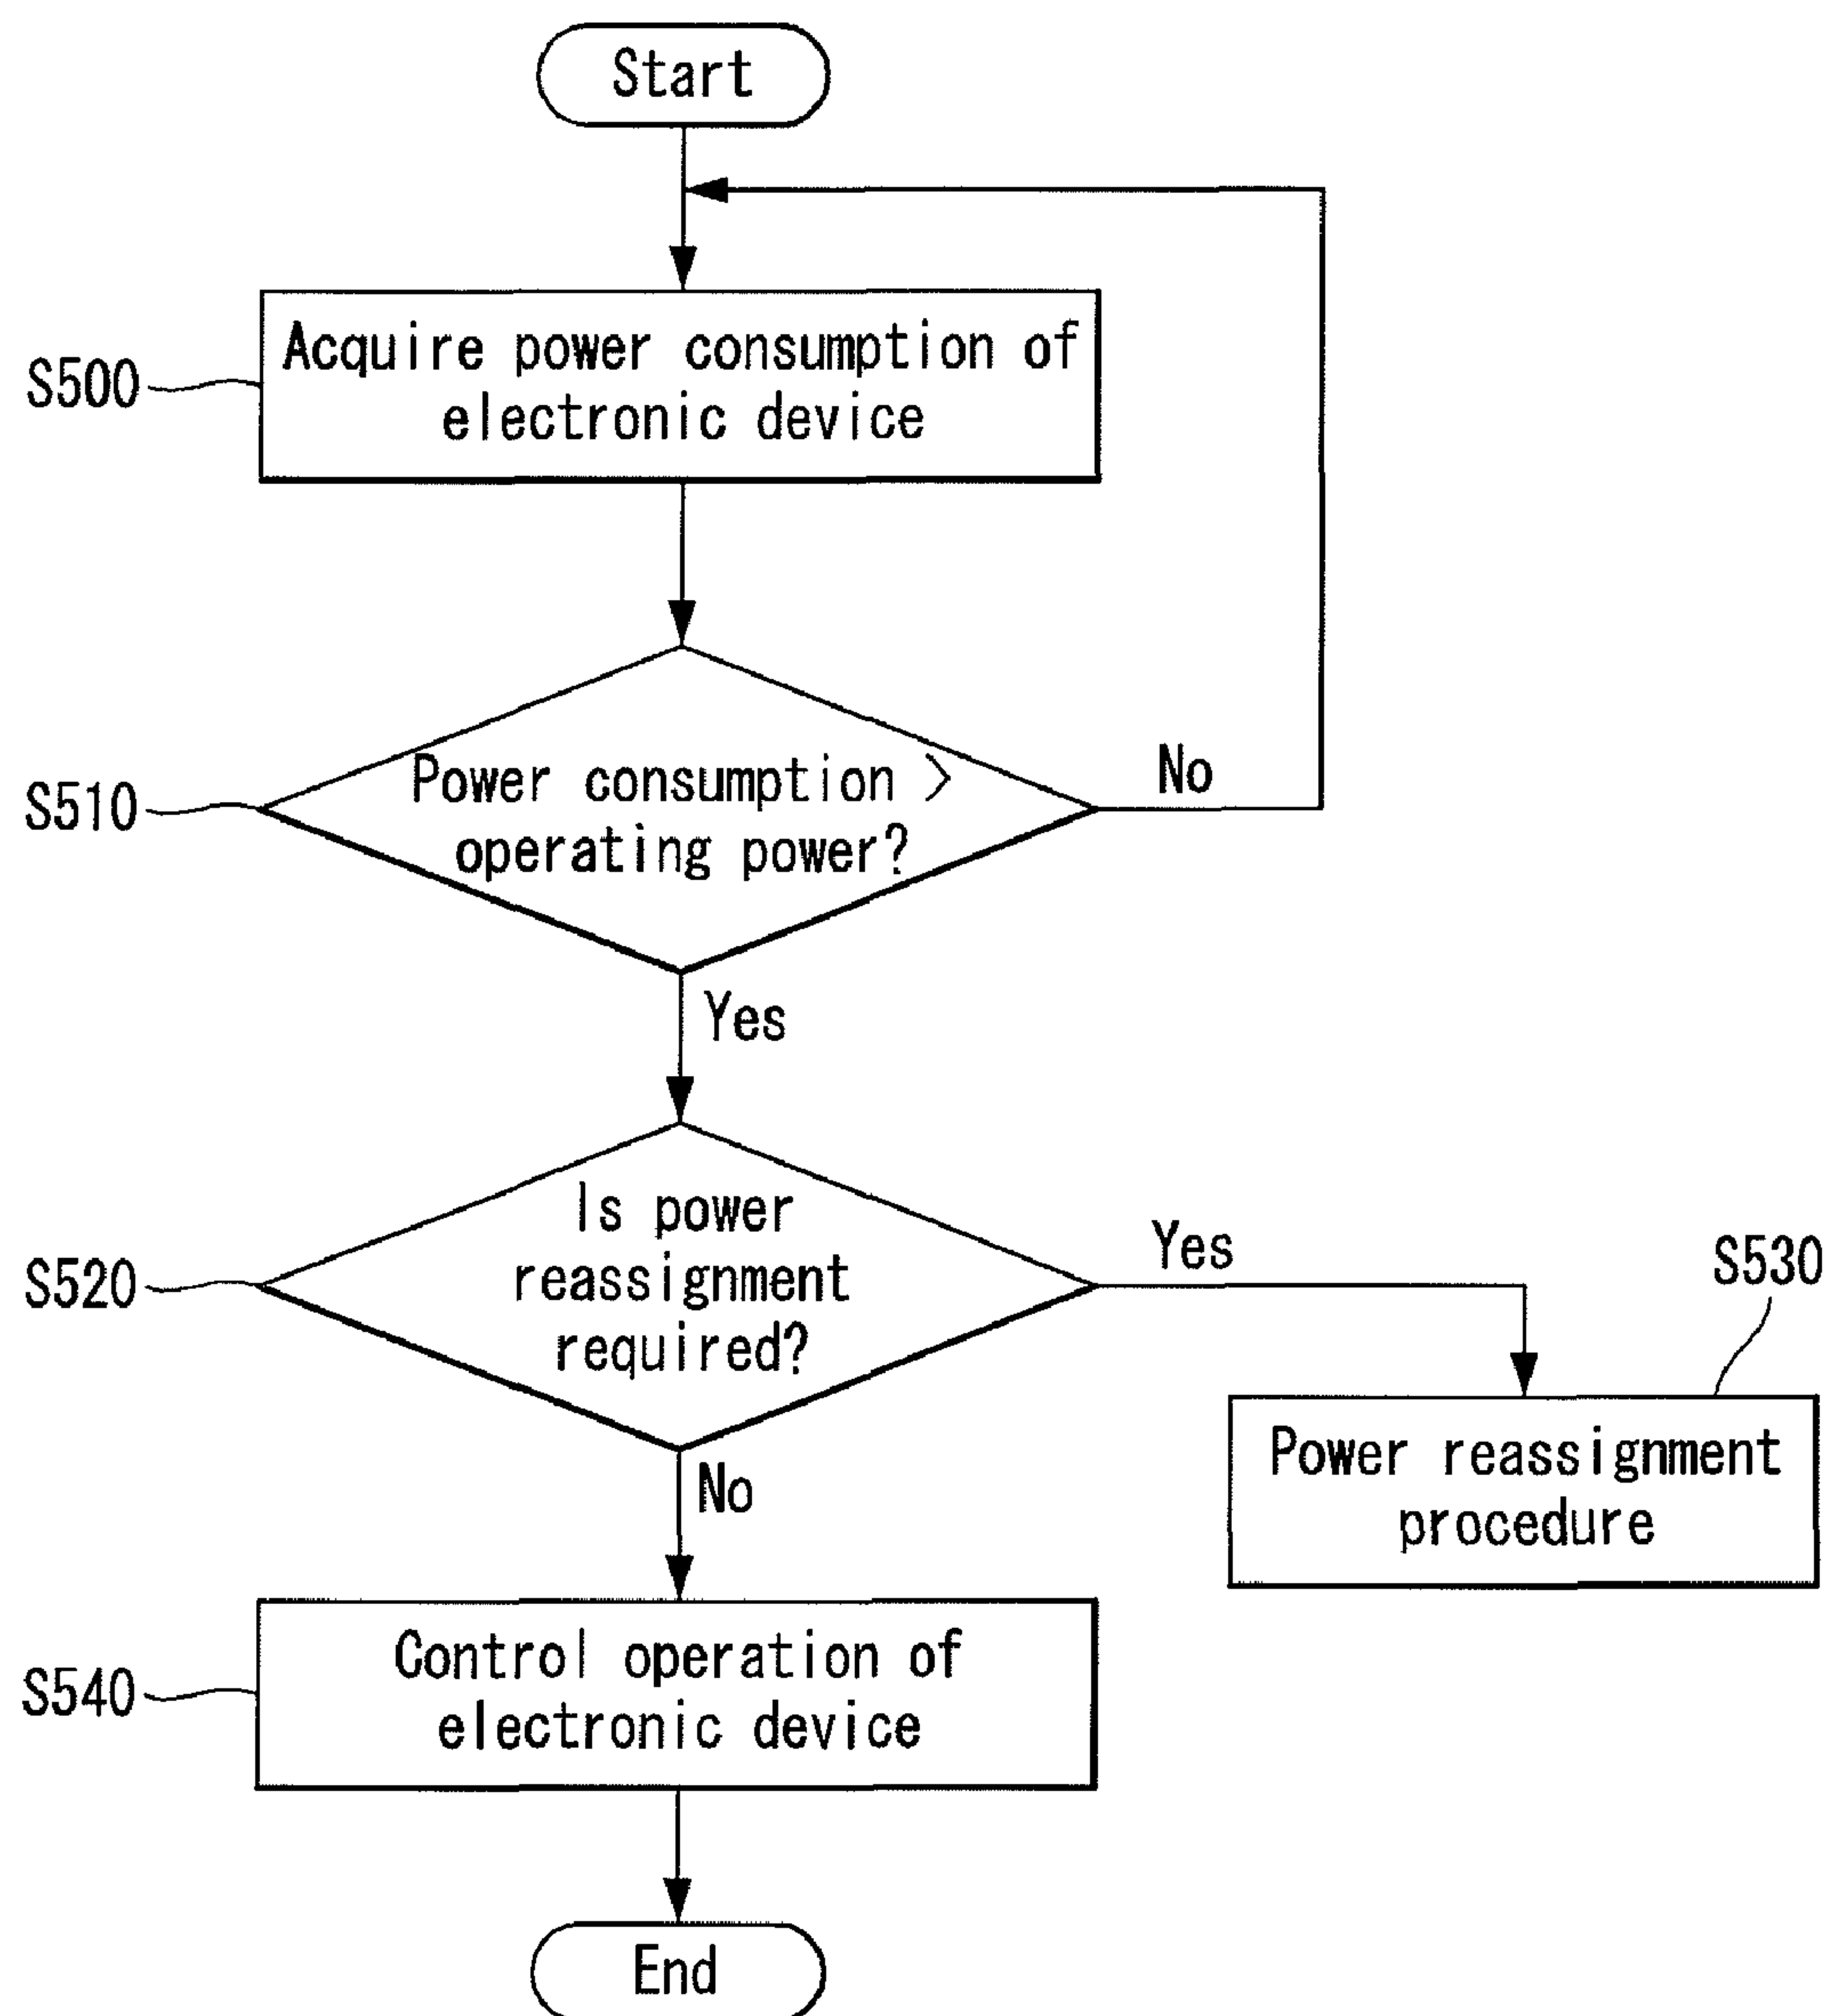 Start
S500
Acquire power consumption of
electronic device
S510
Power consumption >
operating power?
No
Yes
S520
Is power
reassignment
required?
Yes
S530
Power reassignment
procedure
No
S540
Control operation of
electronic device
End